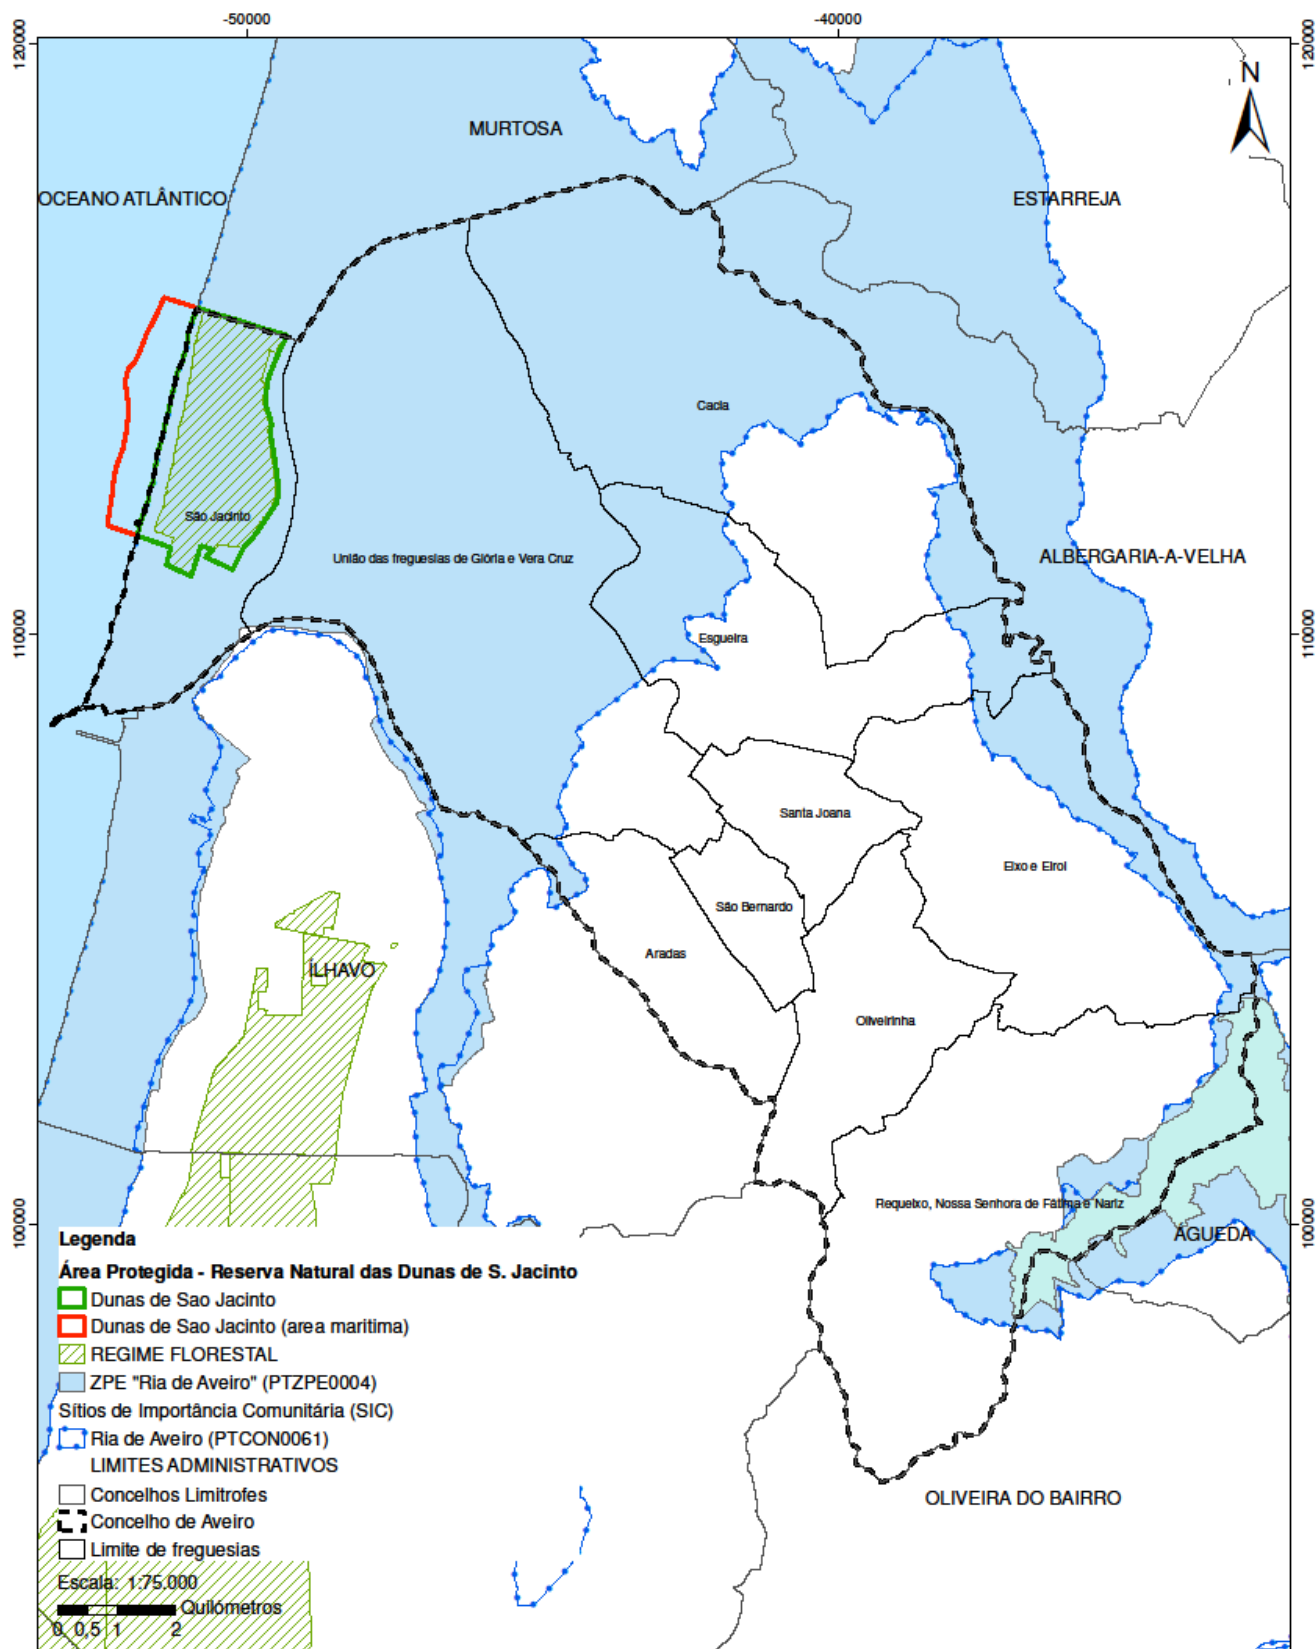 -50000
-40000
120000
120000
N
MURTOSA
OCEANO ATLÂNTICO
ESTARREJA
Cacia
São Jacinto
União das freguesias de Glória e Vera Cruz
ALBERGARIA-A-VELHA
110000
110000
Esgueira
Santa Joana
Eixo e Eirol
São Bernardo
Aradas
ÍLHAVO
Oliveirinha
Requeixo, Nossa Senhora de Fátima e Nariz
100000
100000
ÁGUEDA
Legenda
Área Protegida - Reserva Natural das Dunas de S. Jacinto
Dunas de Sao Jacinto
Dunas de Sao Jacinto (area maritima)
REGIME FLORESTAL
ZPE "Ria de Aveiro" (PTZPE0004)
Sítios de Importância Comunitária (SIC)
Ria de Aveiro (PTCON0061)
LIMITES ADMINISTRATIVOS
Concelhos Limítrofes
OLIVEIRA DO BAIRRO
Concelho de Aveiro
Limite de freguesias
Escala: 1:75.000
Quilómetros
0 0,5 1 2